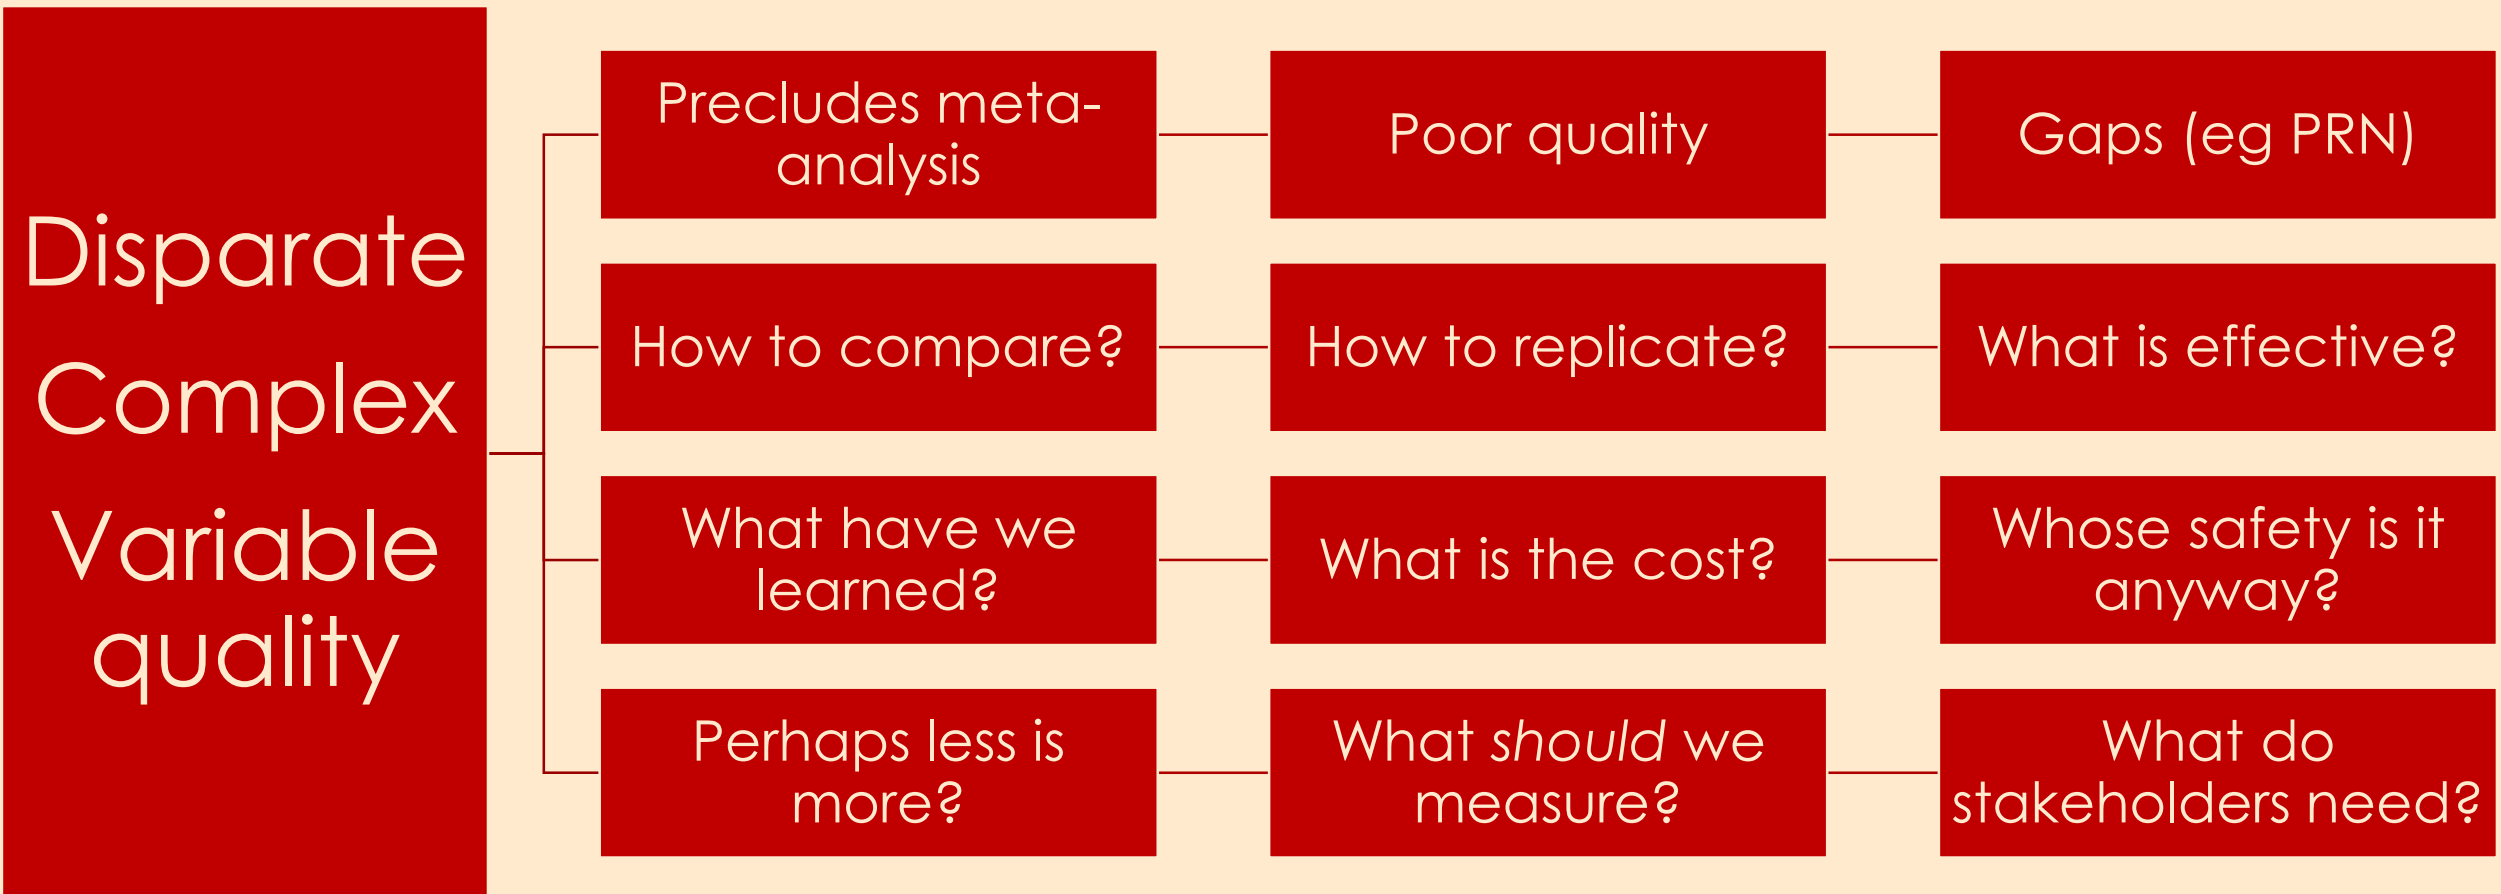 Disparate
Complex
Variable
quality
Precludes meta-
analysis
Poor quality
Gaps (eg PRN)
How to compare?
How to replicate?
What is effective?
What have we
learned?
What is the cost?
Whose safety is it
anyway?
Perhaps less is
more?
What should we
measure?
What do
stakeholders need?